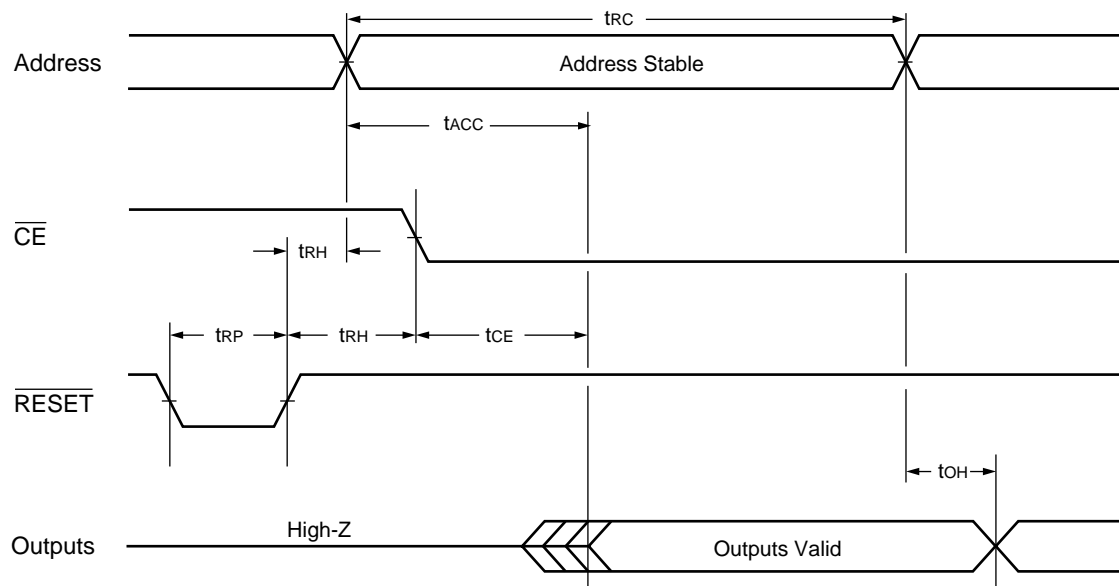 tRC
Address
Address Stable
tACC
CE
tRH
tRP
tRH
tCE
RESET
tOH
High-Z
Outputs
Outputs Valid